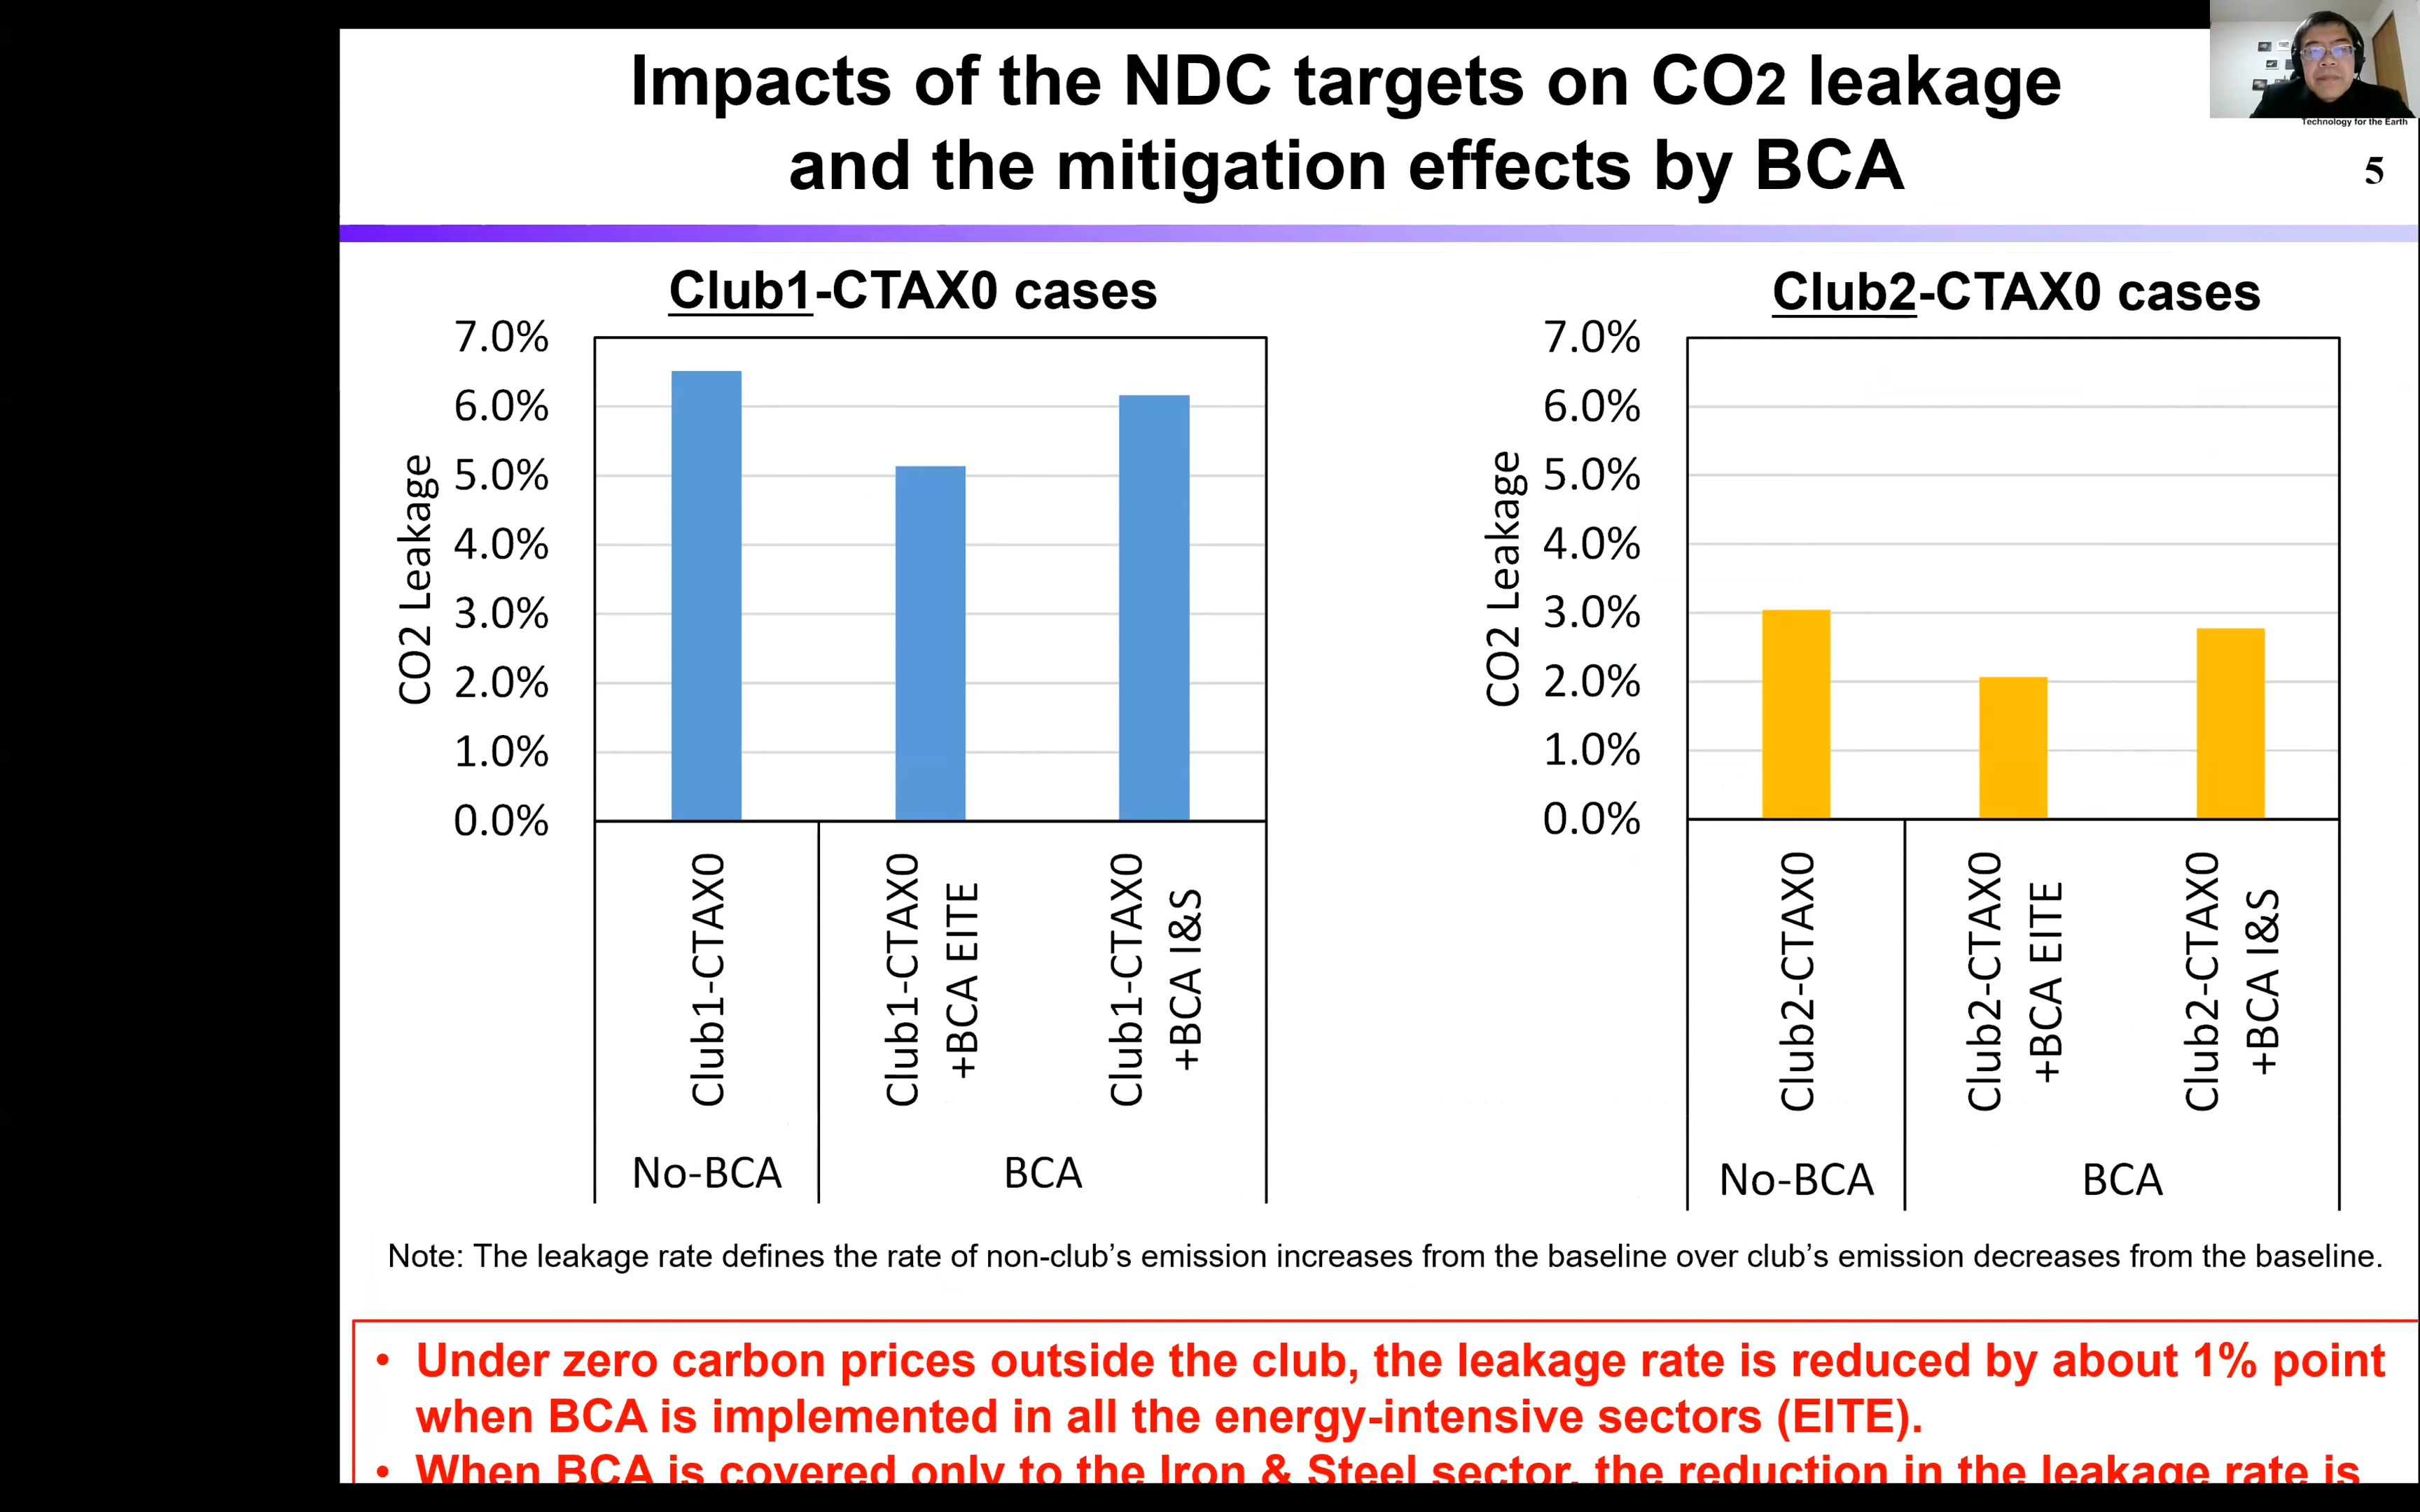 Impacts of the NDC targets on CO2 leakage
and the mitigation effects by BCA
Technology for the Earth
5
Club1-CTAX0 cases
7.0%
6.0%
5.0%
4.0%
3.0%
2.0%
1.0%
0.0%
CO2 Leakage
Club1-CTAX0
Club1-CTAX0
+BCA EITE
Club1-CTAX0
+BCA I&S
No-BCA
BCA
Club2-CTAX0 cases
7.0%
6.0%
5.0%
4.0%
3.0%
2.0%
1.0%
0.0%
CO2 Leakage
Club2-CTAX0
Club2-CTAX0
+BCA EITE
Club2-CTAX0
+BCA I&S
No-BCA
BCA
Note: The leakage rate defines the rate of non-club’s emission increases from the baseline over club’s emission decreases from the baseline.
• Under zero carbon prices outside the club, the leakage rate is reduced by about 1% point
when BCA is implemented in all the energy-intensive sectors (EITE).
• When BCA is covered only to the Iron & Steel sector, the reduction in the leakage rate is